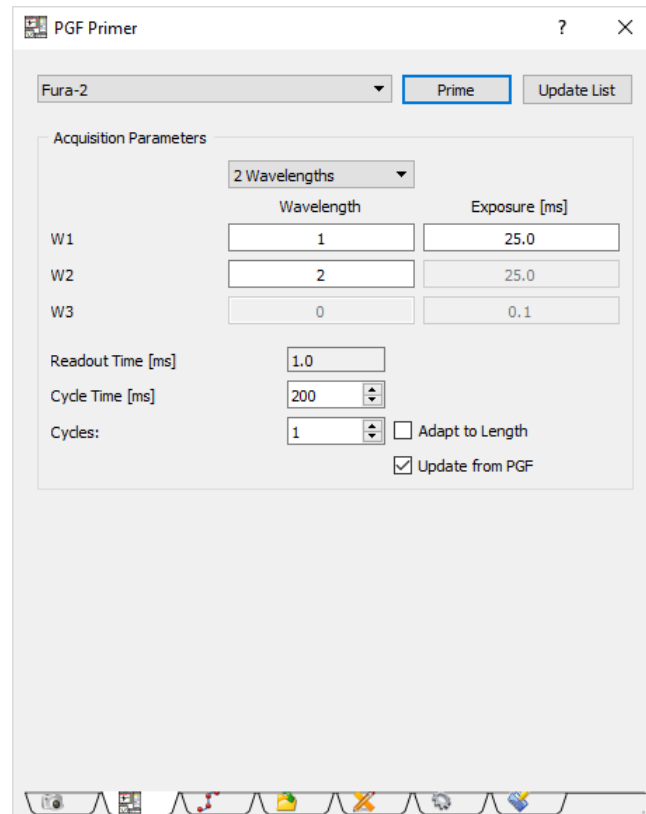 PGF Primer ?
Fura-2 Prime Update List
Acquisition Parameters
2 Wavelengths
Wavelength Exposure [ms]
W1 1 25.0
W2 2 25.0
W3 0 0.1
Readout Time [ms] 1.0
Cycle Time [ms] 200
Cycles: 1 Adapt to Length
Update from PGF